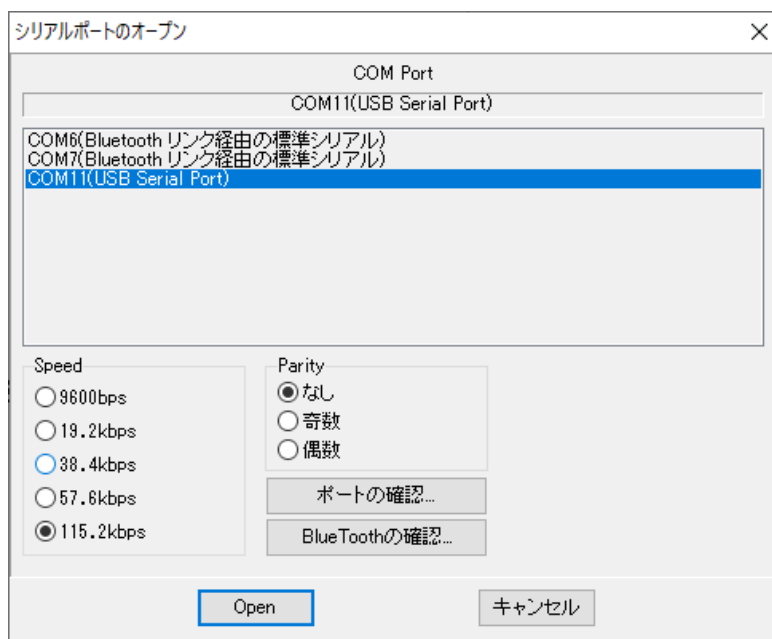 シリアルポートのオープン
COM Port
COM11(USB Serial Port)
COM6(Bluetooth リンク経由の標準シリアル)
COM7(Bluetooth リンク経由の標準シリアル)
COM11(USB Serial Port)
Speed
9600bps
19.2kbps
38.4kbps
57.6kbps
115.2kbps
Parity
なし
奇数
偶数
ポートの確認...
BlueToothの確認...
Open
キャンセル